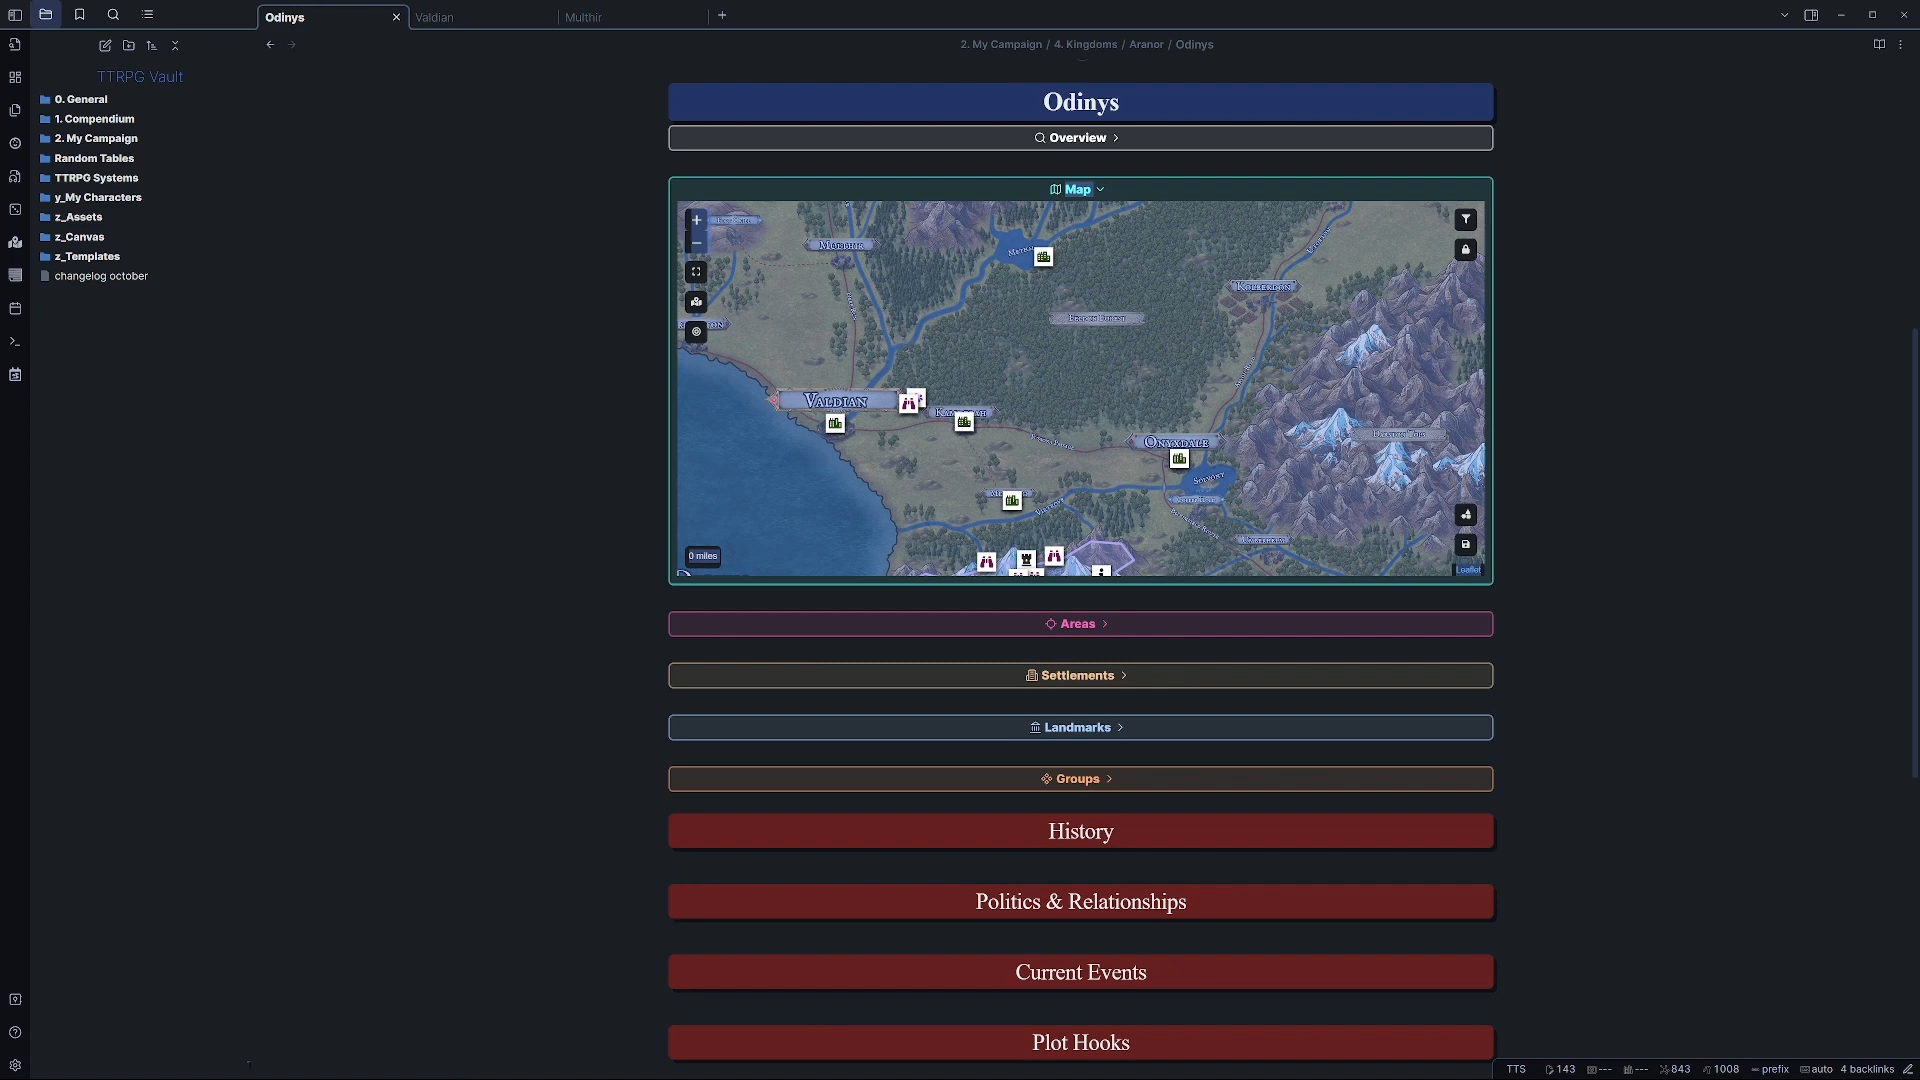 Odinys
Valdian
Multhir
2. My Campaign / 4. Kingdoms / Aranor / Odinys
TTRPG Vault
0. General
1. Compendium
2. My Campaign
Random Tables
TTRPG Systems
y_My Characters
z_Assets
z_Canvas
z_Templates
changelog october
Odinys
Overview
Map
Multhir
Kolberdon
Valdian
Onyxdale
Solvony
0 miles
Leaflet
Areas
Settlements
Landmarks
Groups
History
Politics & Relationships
Current Events
Plot Hooks
TTS 143 --- --- 843 1008 prefix auto 4 backlinks